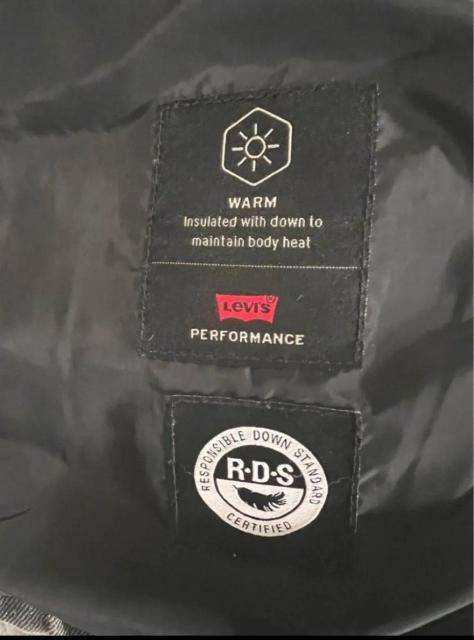 WARM
Insulated with down to
maintain body heat
Levi's®
PERFORMANCE
RESPONSIBLE DOWN STANDARD
R·D·S
CERTIFIED